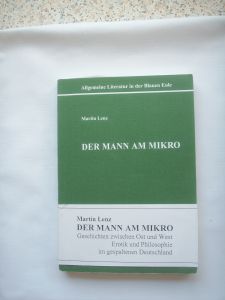 Allgemeine Literatur in der Blauen Eule
Martin Lenz
DER MANN AM MIKRO
Martin Lenz
DER MANN AM MIKRO
Geschichten zwischen Ost und West
Erotik und Philosophie
im gespaltenen Deutschland